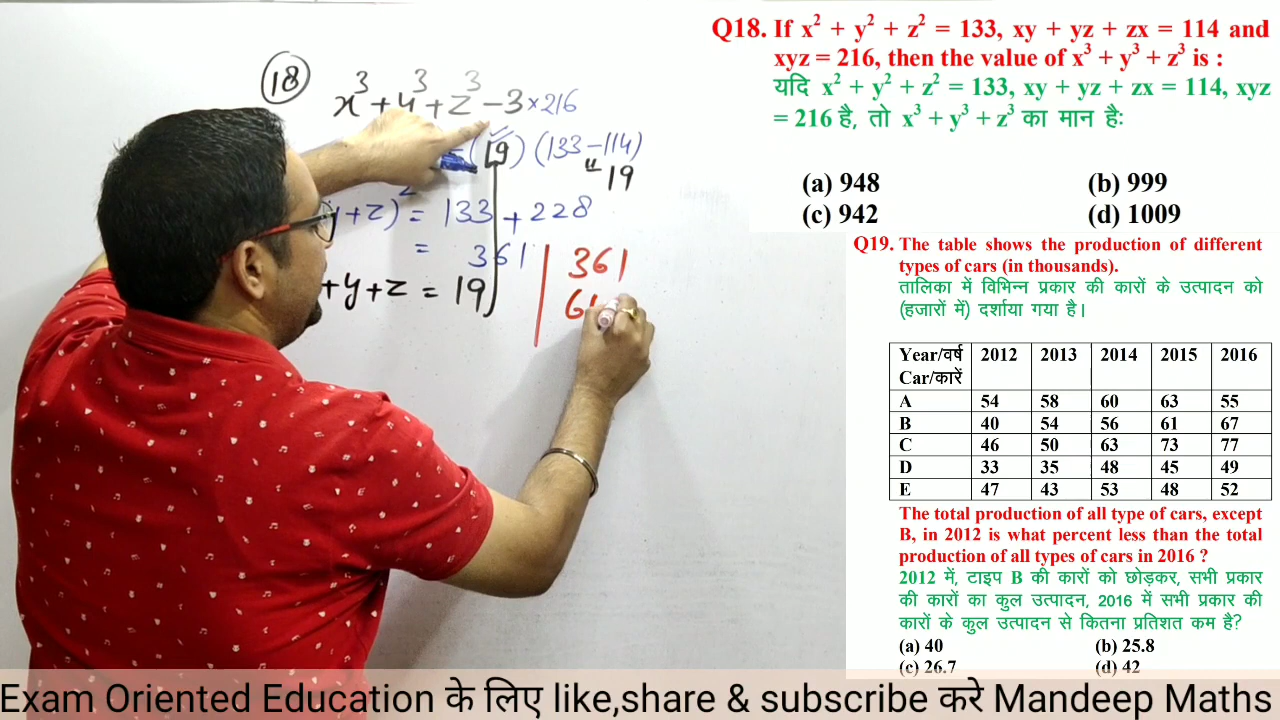 18
x³ + y³ + z³ – 3 × 216
= (19) (133 – 114)
" 19
y + z)² = 133 + 228
= 361
+ y + z = 19
361
Q18. If x² + y² + z² = 133, xy + yz + zx = 114 and
xyz = 216, then the value of x³ + y³ + z³ is :
यदि x² + y² + z² = 133, xy + yz + zx = 114, xyz
= 216 है, तो x³ + y³ + z³ का मान हैः
(a) 948 (b) 999
(c) 942 (d) 1009
Q19. The table shows the production of different
types of cars (in thousands).
तालिका में विभिन्न प्रकार की कारों के उत्पादन को
(हजारों में) दर्शाया गया है।
Year/वर्ष 2012 2013 2014 2015 2016
Car/कारें
A 54 58 60 63 55
B 40 54 56 61 67
C 46 50 63 73 77
D 33 35 48 45 49
E 47 43 53 48 52
The total production of all type of cars, except
B, in 2012 is what percent less than the total
production of all types of cars in 2016 ?
2012 में, टाइप B की कारों को छोड़कर, सभी प्रकार
की कारों का कुल उत्पादन, 2016 में सभी प्रकार की
कारों के कुल उत्पादन से कितना प्रतिशत कम है?
(a) 40 (b) 25.8
(c) 26.7 (d) 42
Exam Oriented Education के लिए like,share & subscribe करे Mandeep Maths